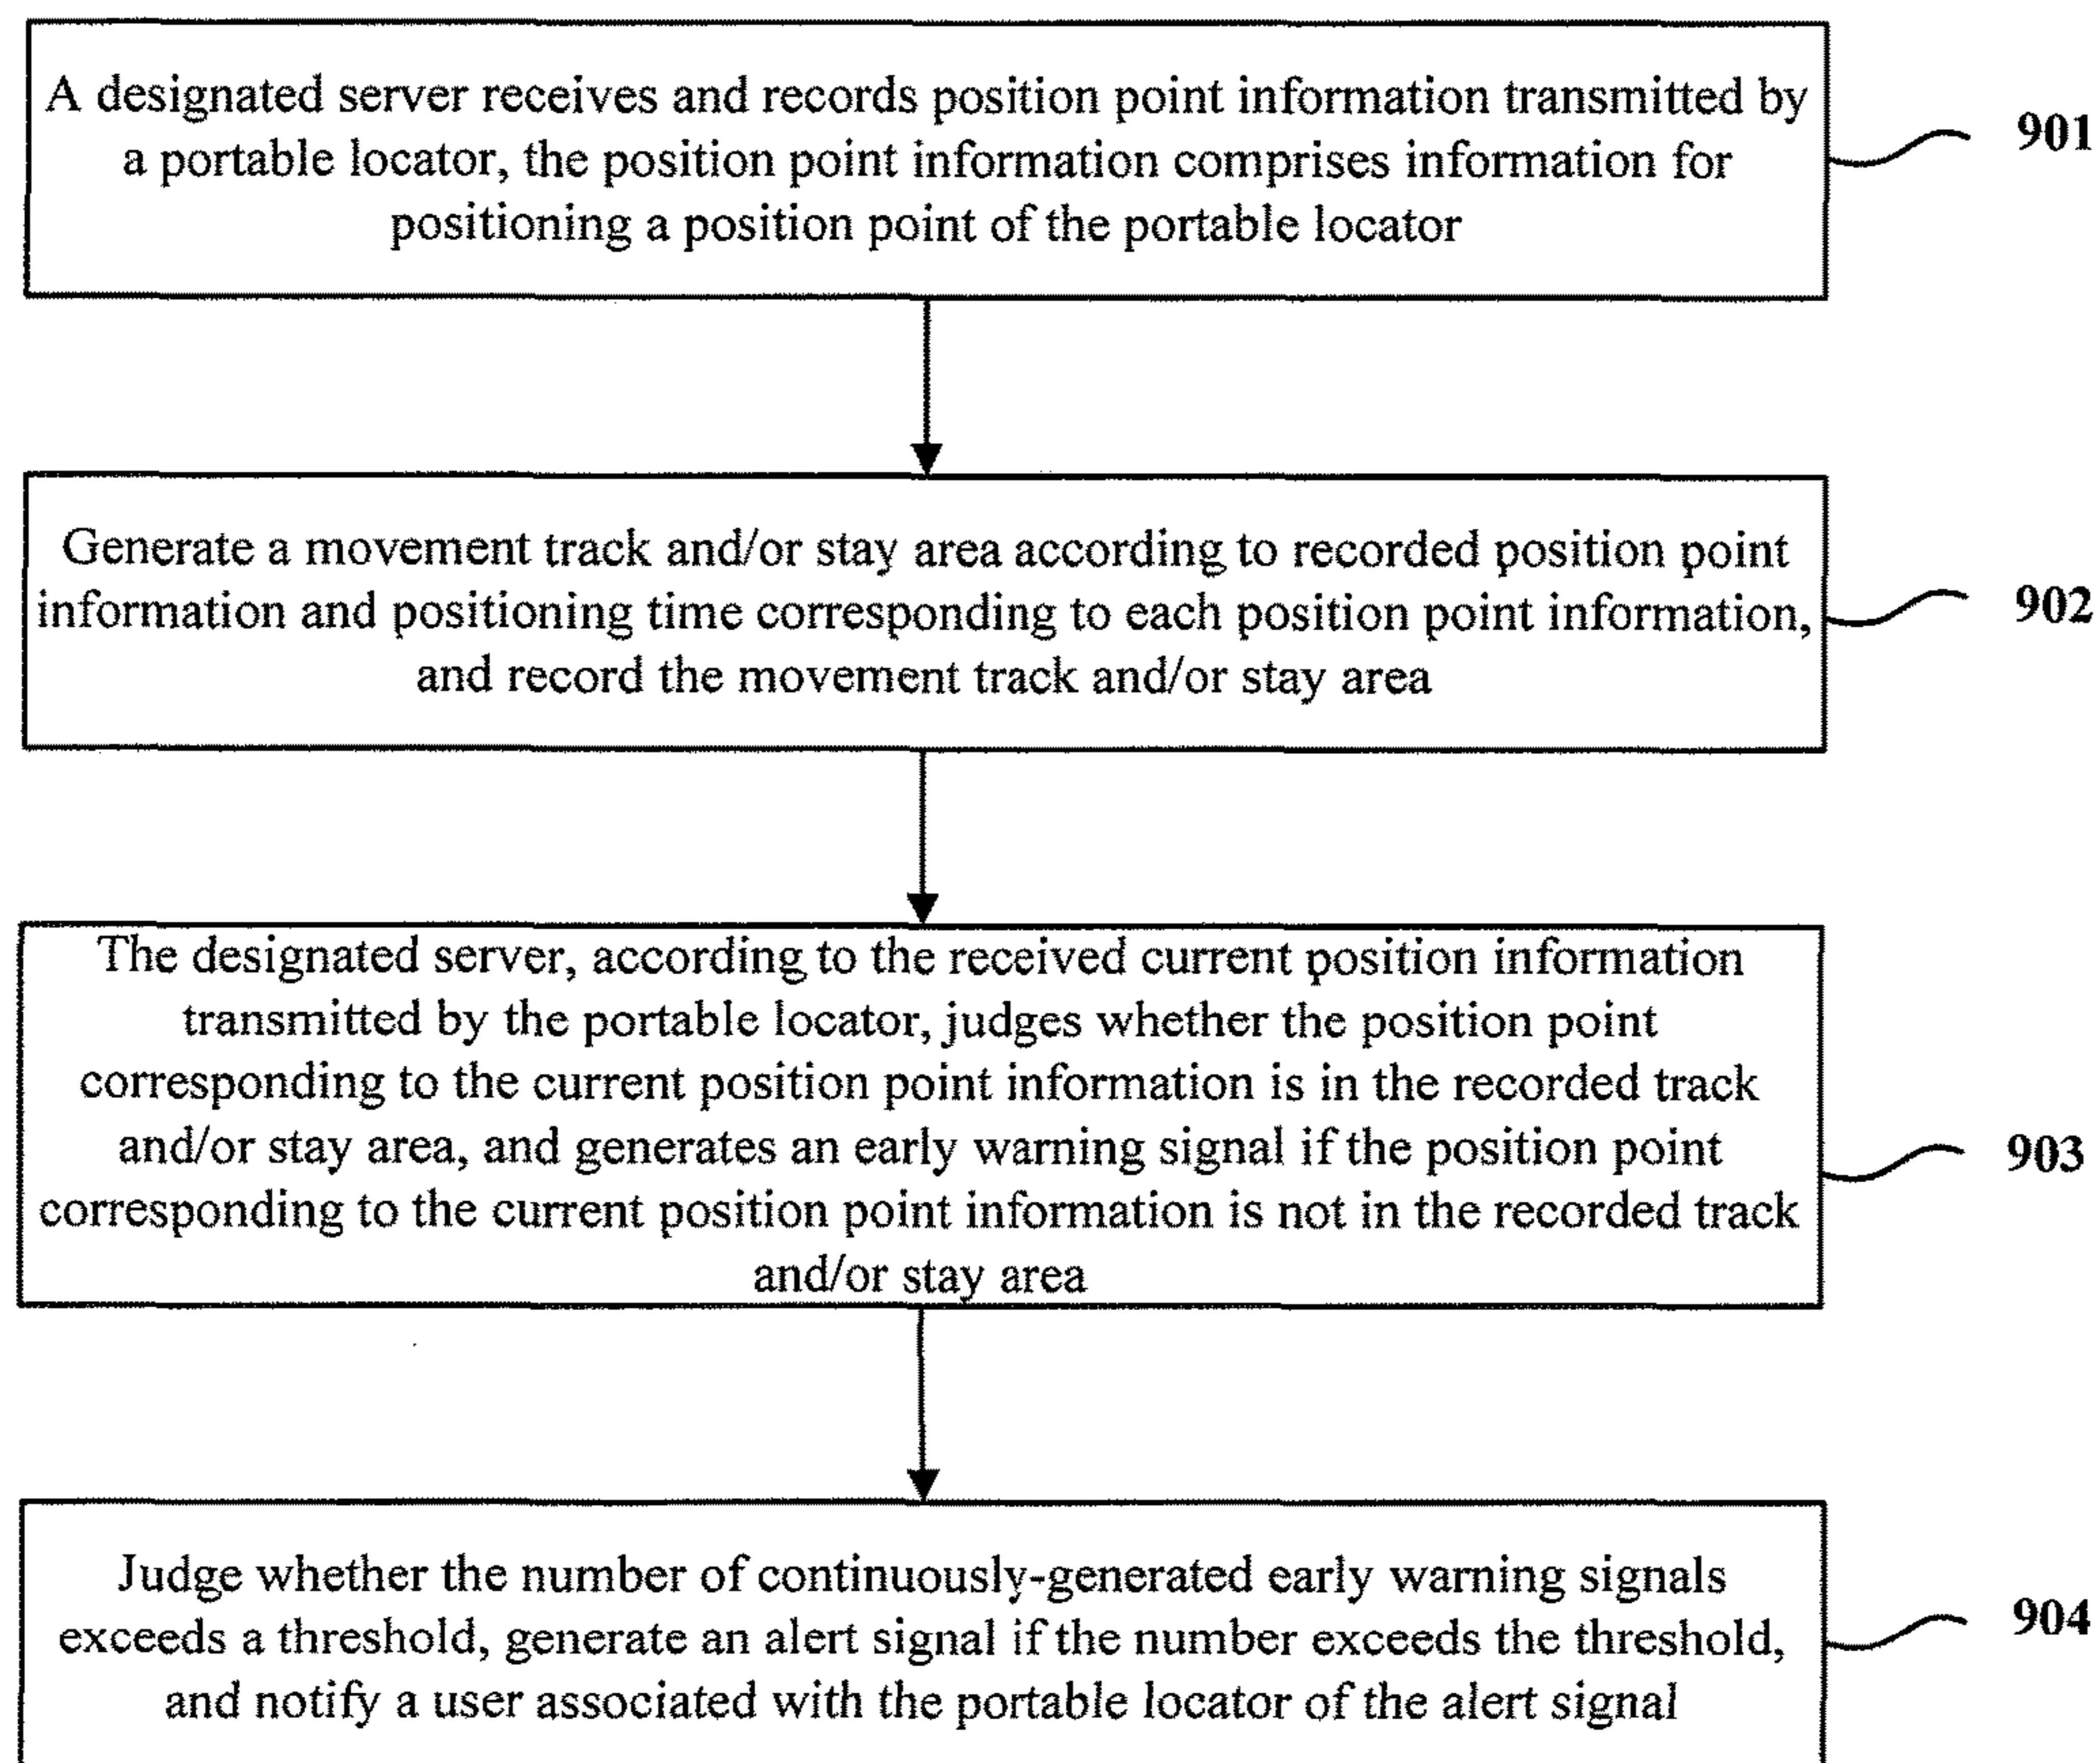 A designated server receives and records position point information transmitted by
a portable locator, the position point information comprises information for
positioning a position point of the portable locator
901
Generate a movement track and/or stay area according to recorded position point
information and positioning time corresponding to each position point information,
and record the movement track and/or stay area
902
The designated server, according to the received current position information
transmitted by the portable locator, judges whether the position point
corresponding to the current position point information is in the recorded track
and/or stay area, and generates an early warning signal if the position point
corresponding to the current position point information is not in the recorded track
and/or stay area
903
Judge whether the number of continuously-generated early warning signals
exceeds a threshold, generate an alert signal if the number exceeds the threshold,
and notify a user associated with the portable locator of the alert signal
904